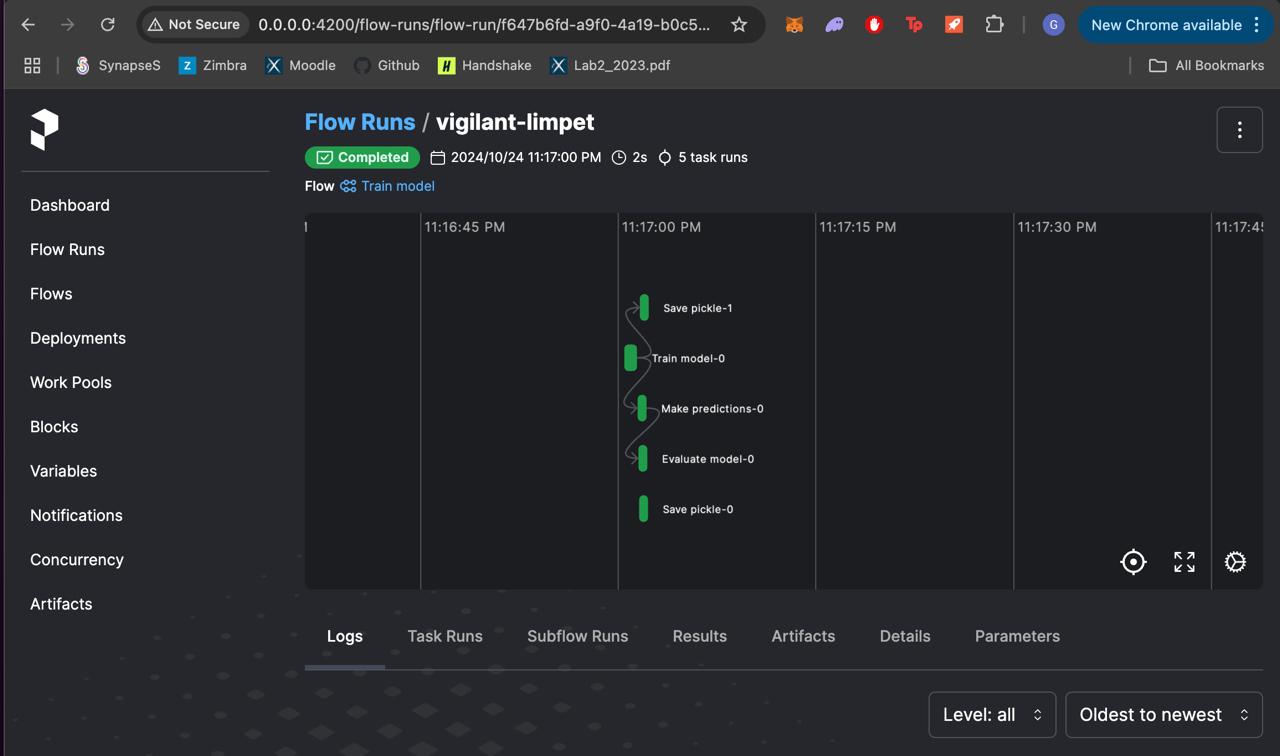 Not Secure 0.0.0.0:4200/flow-runs/flow-run/f647b6fd-a9f0-4a19-b0c5... Tp G New Chrome available
SynapseS Z Zimbra X Moodle Github H Handshake X Lab2_2023.pdf All Bookmarks
Flow Runs / vigilant-limpet
Completed 2024/10/24 11:17:00 PM 2s 5 task runs
Flow Train model
Dashboard
Flow Runs
Flows
Deployments
Work Pools
Blocks
Variables
Notifications
Concurrency
Artifacts
11:16:45 PM 11:17:00 PM 11:17:15 PM 11:17:30 PM 11:17:45
Save pickle-1
Train model-0
Make predictions-0
Evaluate model-0
Save pickle-0
Logs Task Runs Subflow Runs Results Artifacts Details Parameters
Level: all Oldest to newest